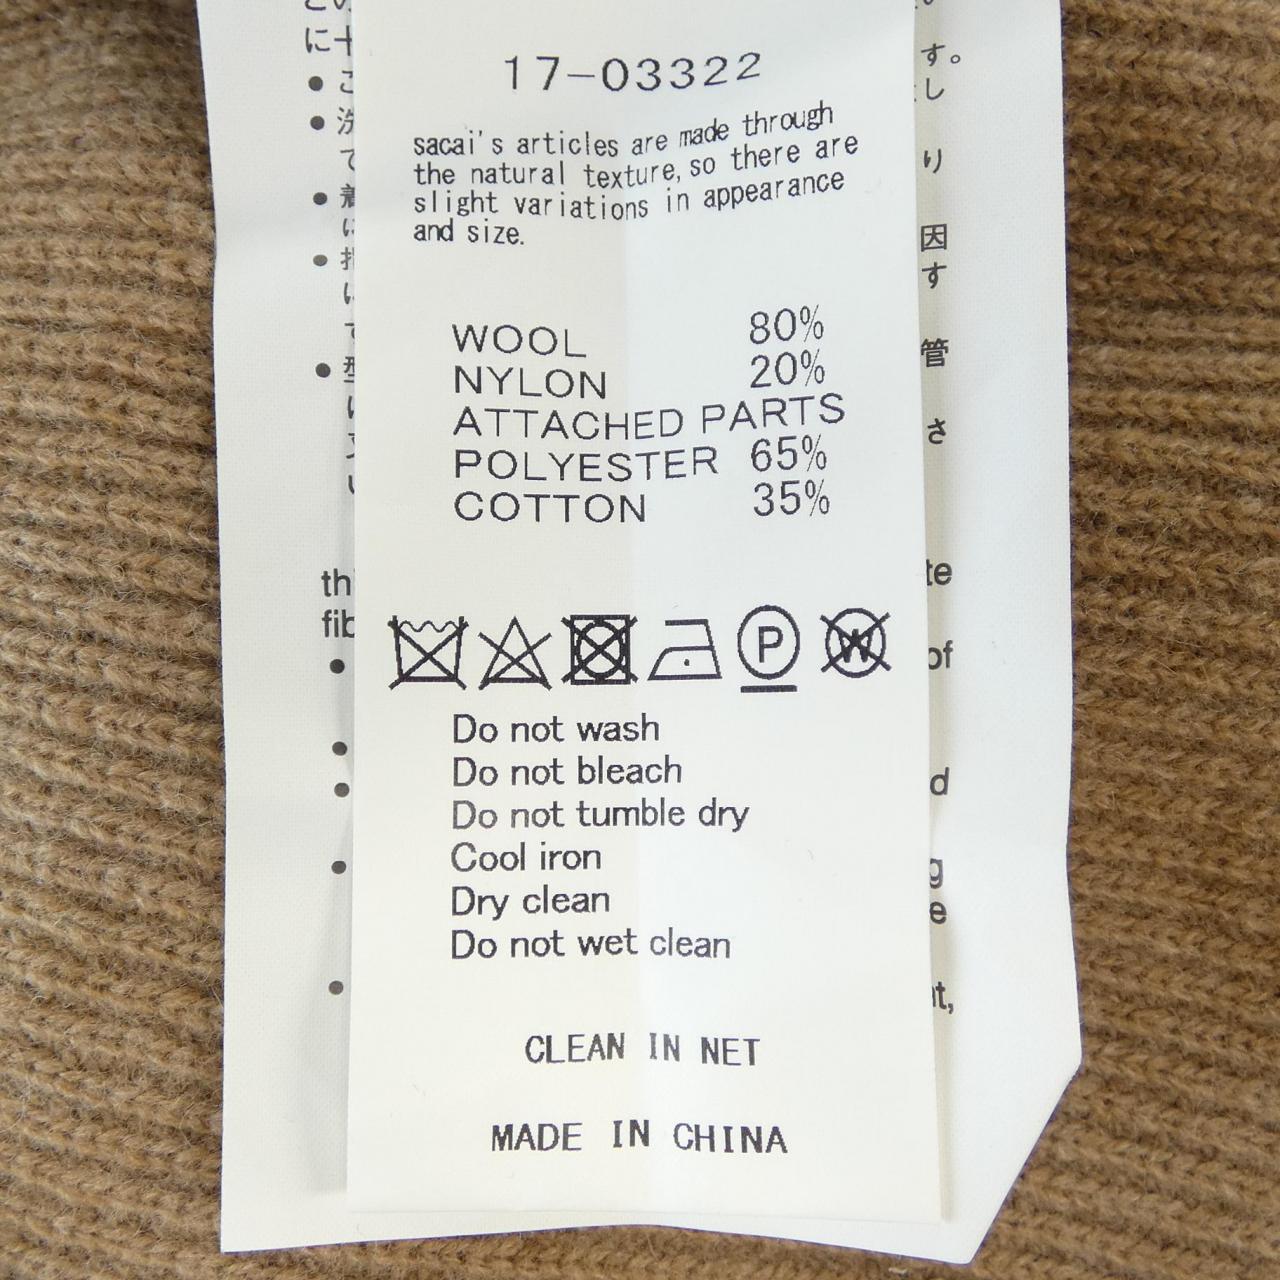 17-03322
sacai's articles are made through
the natural texture, so there are
slight variations in appearance
and size.
WOOL 80%
NYLON 20%
ATTACHED PARTS
POLYESTER 65%
COTTON 35%
P W
Do not wash
Do not bleach
Do not tumble dry
Cool iron
Dry clean
Do not wet clean
CLEAN IN NET
MADE IN CHINA